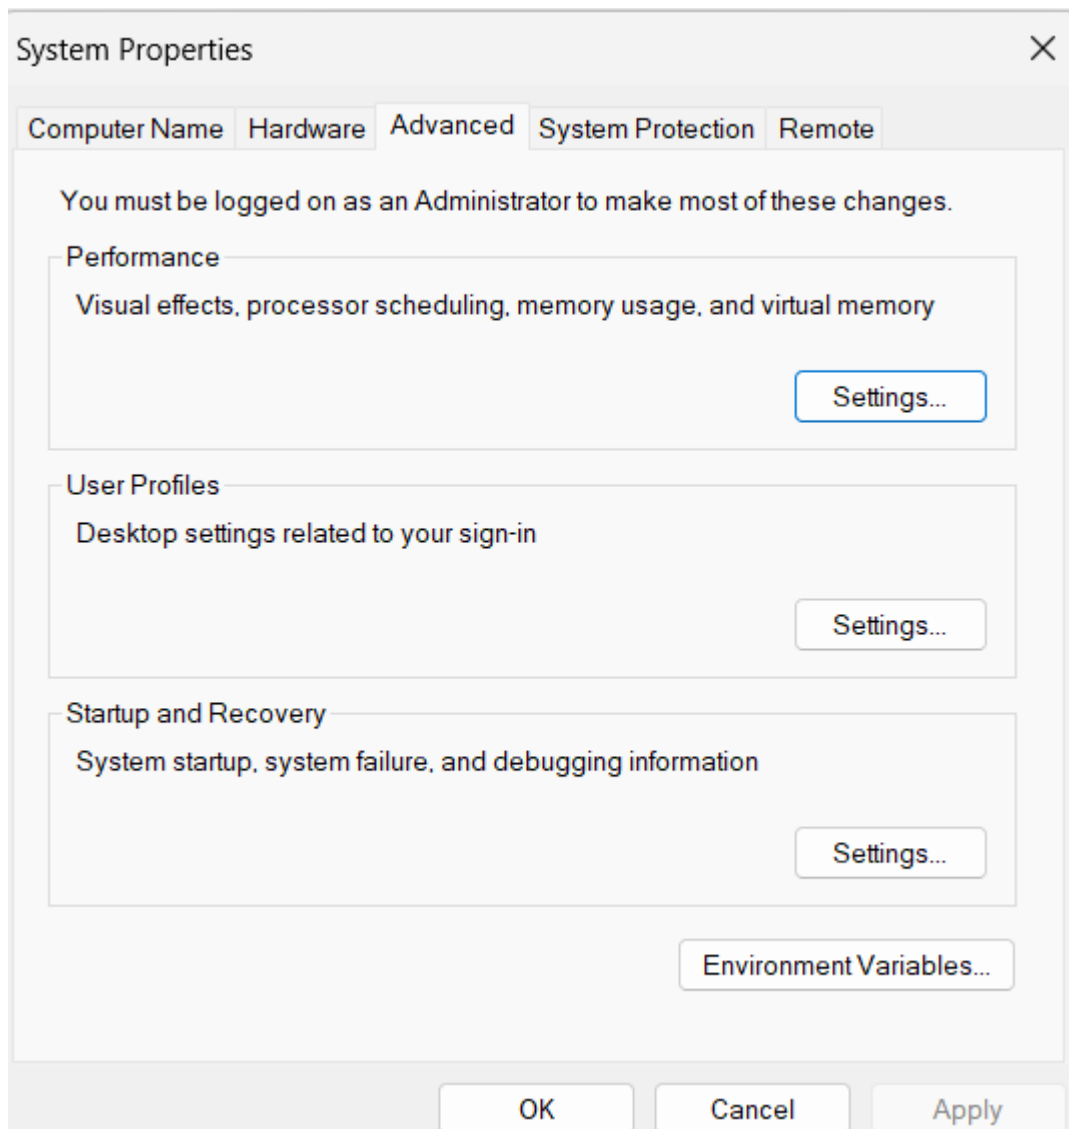 System Properties
Computer Name Hardware Advanced System Protection Remote
You must be logged on as an Administrator to make most of these changes.
Performance
Visual effects, processor scheduling, memory usage, and virtual memory
Settings...
User Profiles
Desktop settings related to your sign-in
Settings...
Startup and Recovery
System startup, system failure, and debugging information
Settings...
Environment Variables...
OK Cancel Apply